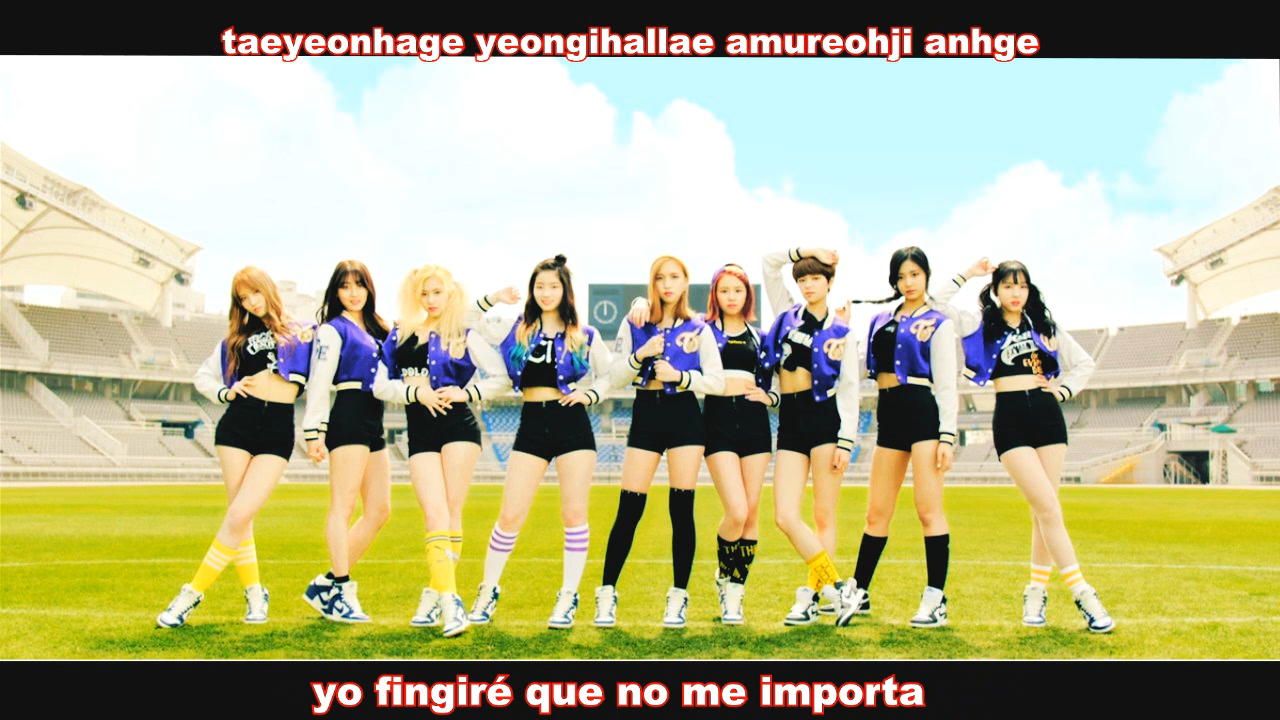 taeyeonhage yeongihallae amureohji anhge
yo fingiré que no me importa